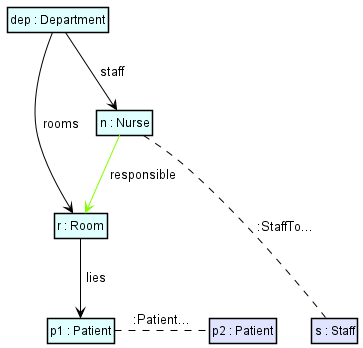 dep : Department
staff
rooms
n : Nurse
responsible
r : Room
:StaffTo...
lies
:Patient...
p1 : Patient
p2 : Patient
s : Staff